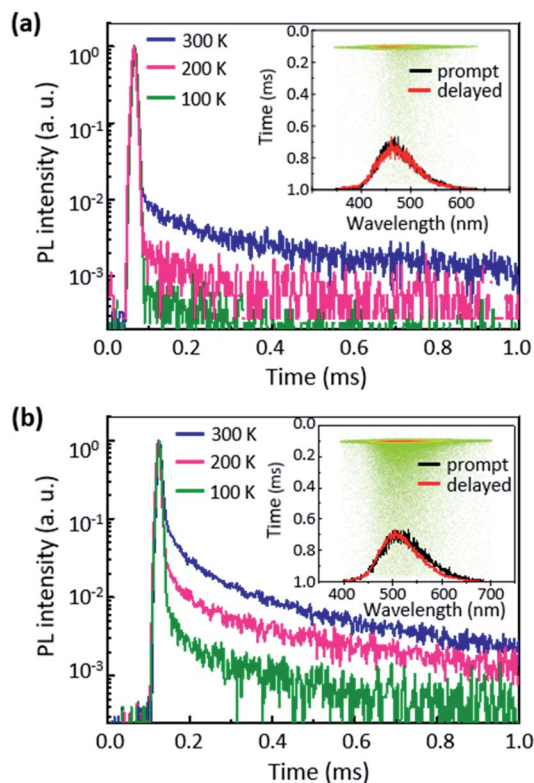 (a)
300 K
200 K
100 K
prompt
delayed
Time (ms)
0.0
0.2
0.4
0.6
0.8
1.0
400 500 600
Wavelength (nm)
PL intensity (a. u.)
10^0
10^-1
10^-2
10^-3
0.0 0.2 0.4 0.6 0.8 1.0
Time (ms)
(b)
300 K
200 K
100 K
prompt
delayed
Time (ms)
0.0
0.2
0.4
0.6
0.8
1.0
400 500 600 700
Wavelength (nm)
PL intensity (a. u.)
10^0
10^-1
10^-2
10^-3
0.0 0.2 0.4 0.6 0.8 1.0
Time (ms)